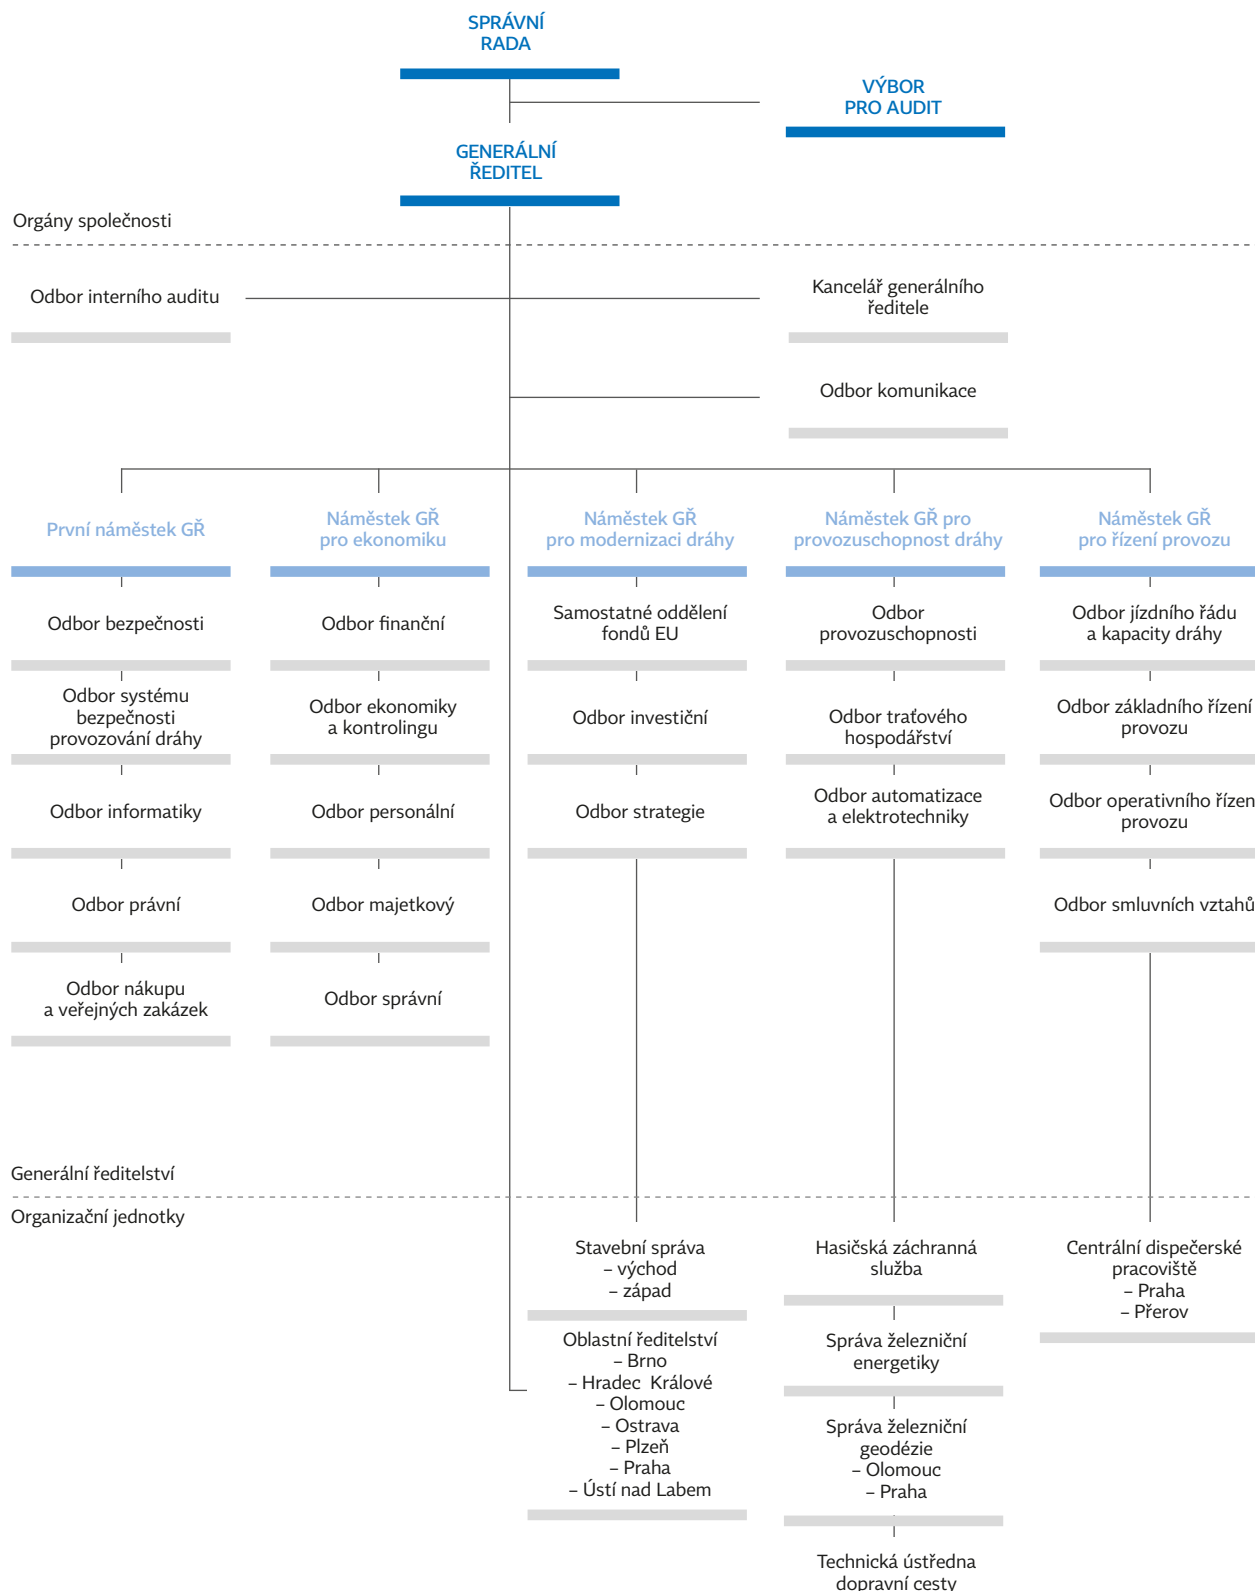 SPRÁVNÍ
RADA
VÝBOR
PRO AUDIT
GENERÁLNÍ
ŘEDITEL
Orgány společnosti
Odbor interního auditu
Kancelář generálního
ředitele
Odbor komunikace
První náměstek GŘ
Náměstek GŘ
pro ekonomiku
Náměstek GŘ
pro modernizaci dráhy
Náměstek GŘ pro
provozuschopnost dráhy
Náměstek GŘ
pro řízení provozu
Odbor bezpečnosti
Odbor systému
bezpečnosti
provozování dráhy
Odbor informatiky
Odbor právní
Odbor nákupu
a veřejných zakázek
Odbor finanční
Odbor ekonomiky
a kontrolingu
Odbor personální
Odbor majetkový
Odbor správní
Samostatné oddělení
fondů EU
Odbor investiční
Odbor strategie
Odbor
provozuschopnosti
Odbor traťového
hospodářství
Odbor automatizace
a elektrotechniky
Odbor jízdního řádu
a kapacity dráhy
Odbor základního řízení
provozu
Odbor operativního řízen
provozu
Odbor smluvních vztahů
Generální ředitelství
Organizační jednotky
Stavební správa
– východ
– západ
Oblastní ředitelství
– Brno
– Hradec Králové
– Olomouc
– Ostrava
– Plzeň
– Praha
– Ústí nad Labem
Hasičská záchranná
služba
Správa železniční
energetiky
Správa železniční
geodézie
– Olomouc
– Praha
Technická ústředna
dopravní cesty
Centrální dispečerské
pracoviště
– Praha
– Přerov